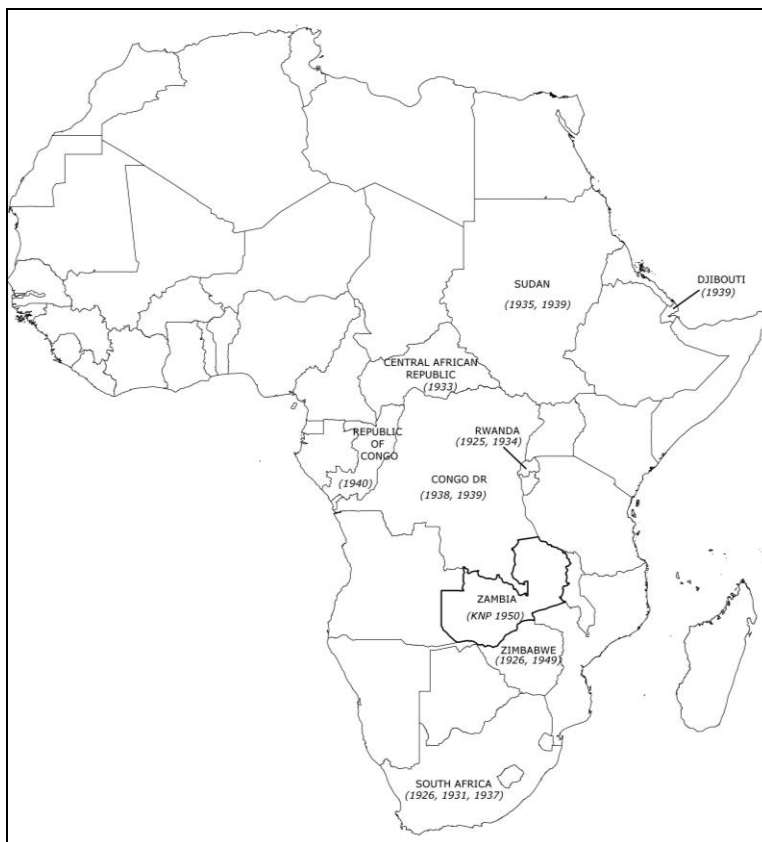 SUDAN
(1935, 1939)
DJIBOUTI
(1939)
CENTRAL AFRICAN
REPUBLIC
(1933)
REPUBLIC
OF
CONGO
(1940)
RWANDA
(1925, 1934)
CONGO DR
(1938, 1939)
ZAMBIA
(KNP 1950)
ZIMBABWE
(1926, 1949)
SOUTH AFRICA
(1926, 1931, 1937)